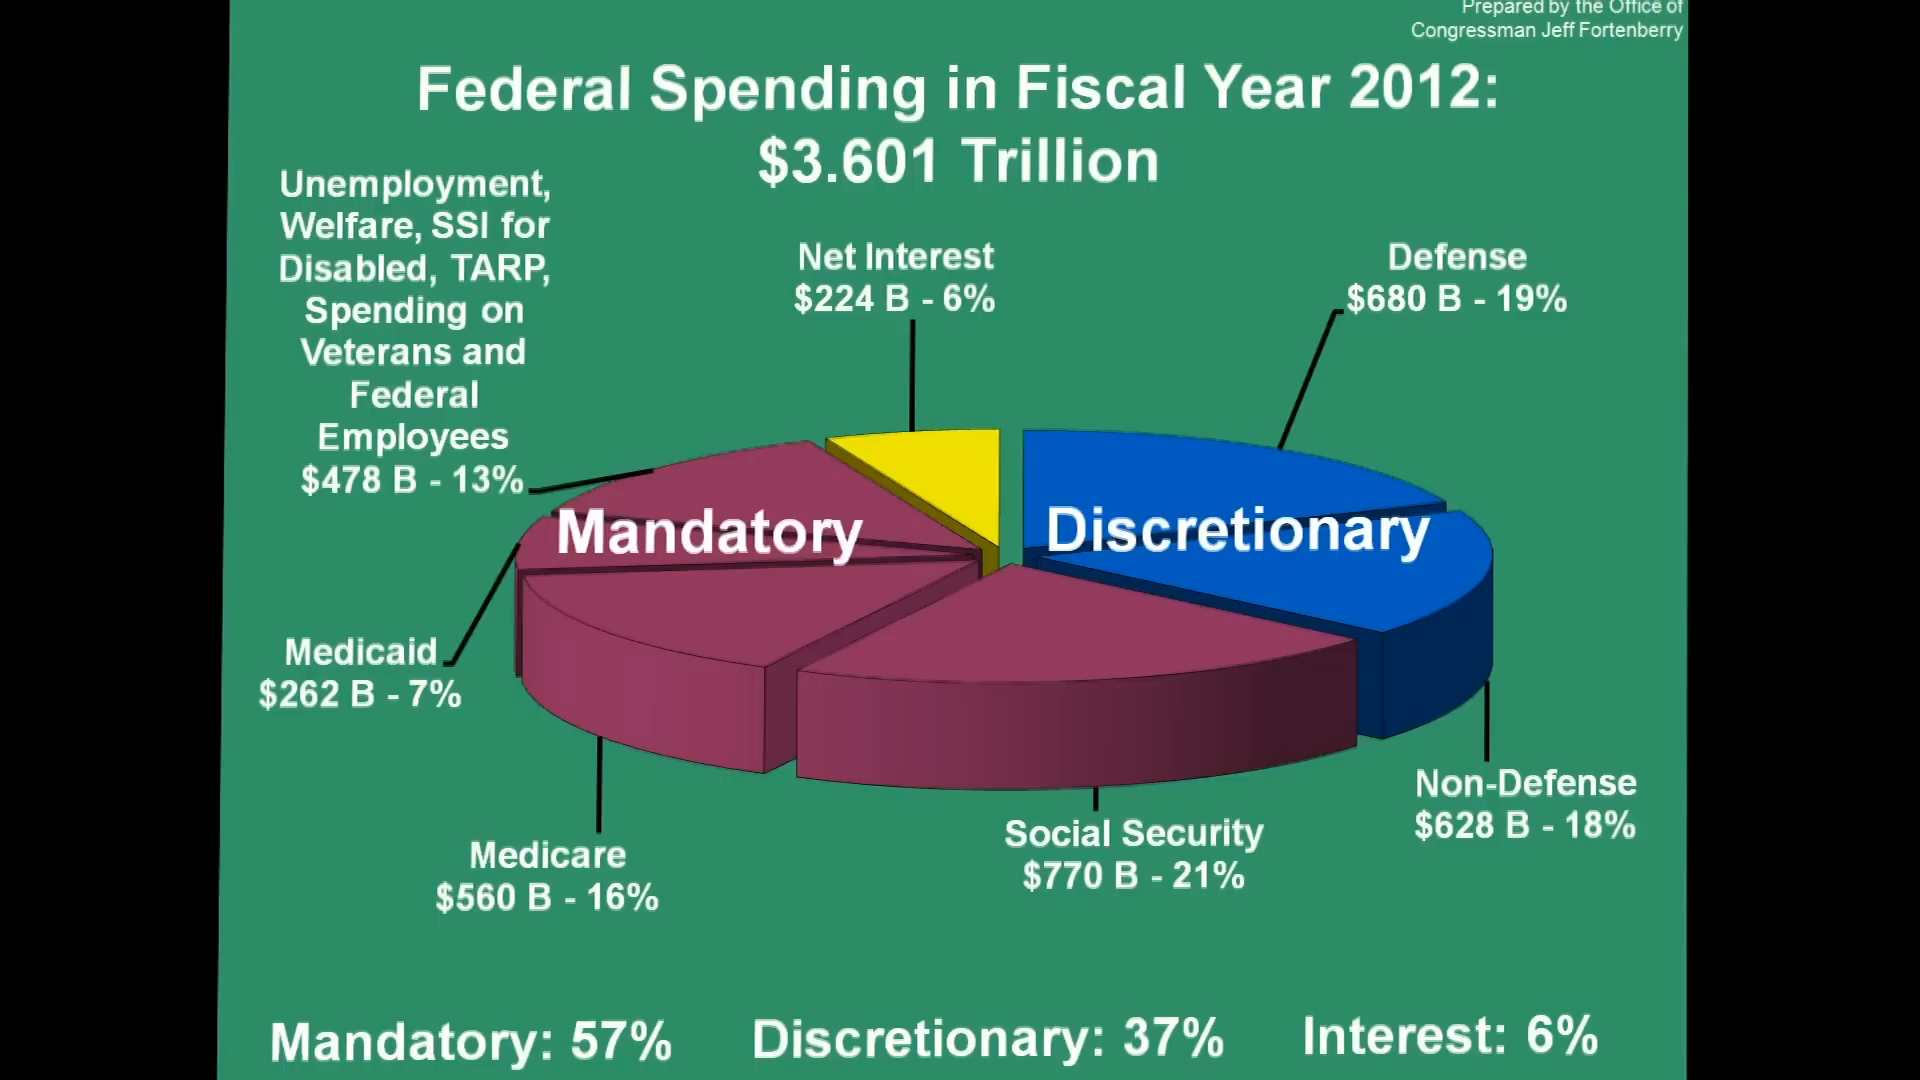 Prepared by the Office of
Congressman Jeff Fortenberry
Federal Spending in Fiscal Year 2012:
$3.601 Trillion
Unemployment,
Welfare, SSI for
Disabled, TARP,
Spending on
Veterans and
Federal
Employees
$478 B - 13%
Net Interest
$224 B - 6%
Defense
$680 B - 19%
Mandatory
Discretionary
Medicaid
$262 B - 7%
Non-Defense
$628 B - 18%
Social Security
$770 B - 21%
Medicare
$560 B - 16%
Mandatory: 57%
Discretionary: 37%
Interest: 6%